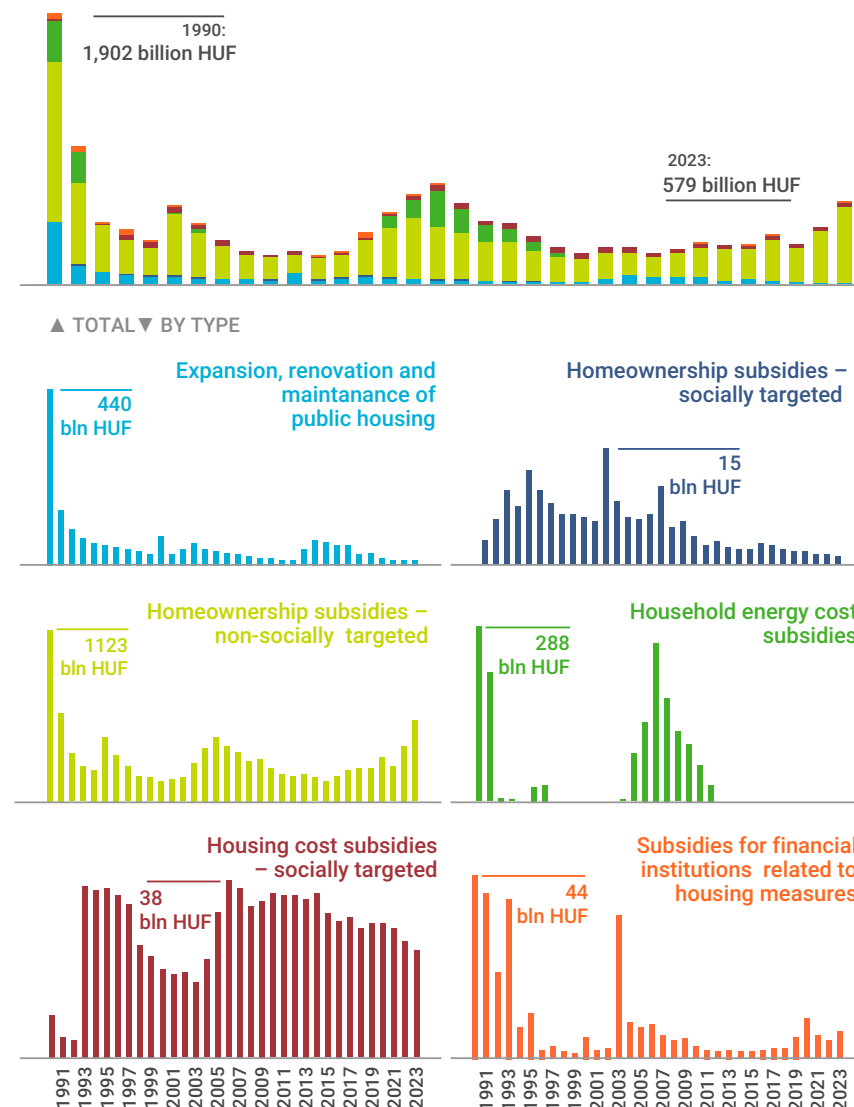 1990:
1,902 billion HUF
2023:
579 billion HUF
▲ TOTAL▼ BY TYPE
Expansion, renovation and
maintanance of
public housing
440
bln HUF
Homeownership subsidies –
socially targeted
15
bln HUF
Homeownership subsidies –
non-socially targeted
1123
bln HUF
Household energy cost
subsidies
288
bln HUF
Housing cost subsidies
– socially targeted
38
bln HUF
Subsidies for financial
institutions related to
housing measures
44
bln HUF
1991 1993 1995 1997 1999 2001 2003 2005 2007 2009 2011 2013 2015 2017 2019 2021 2023
1991 1993 1995 1997 1999 2001 2003 2005 2007 2009 2011 2013 2015 2017 2019 2021 2023